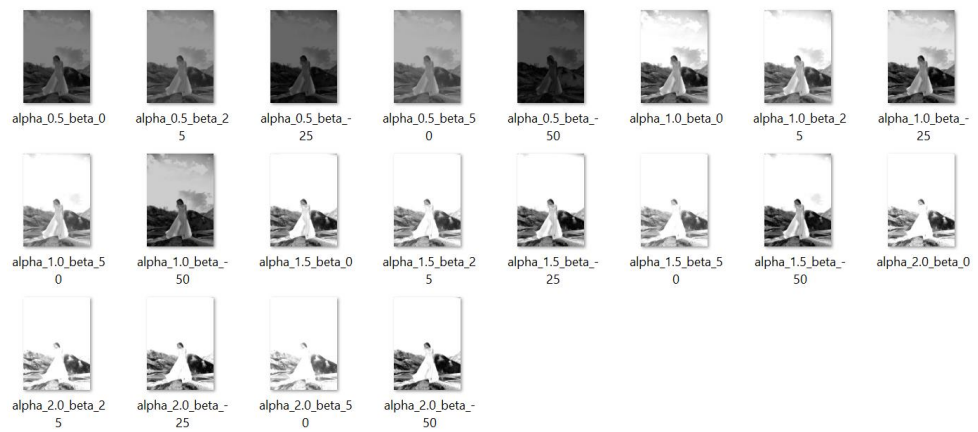 alpha_0.5_beta_0
alpha_0.5_beta_2
5
alpha_0.5_beta_-
25
alpha_0.5_beta_5
0
alpha_0.5_beta_-
50
alpha_1.0_beta_0
alpha_1.0_beta_2
5
alpha_1.0_beta_-
25
alpha_1.0_beta_5
0
alpha_1.0_beta_-
50
alpha_1.5_beta_0
alpha_1.5_beta_2
5
alpha_1.5_beta_-
25
alpha_1.5_beta_5
0
alpha_1.5_beta_-
50
alpha_2.0_beta_0
alpha_2.0_beta_2
5
alpha_2.0_beta_-
25
alpha_2.0_beta_5
0
alpha_2.0_beta_-
50